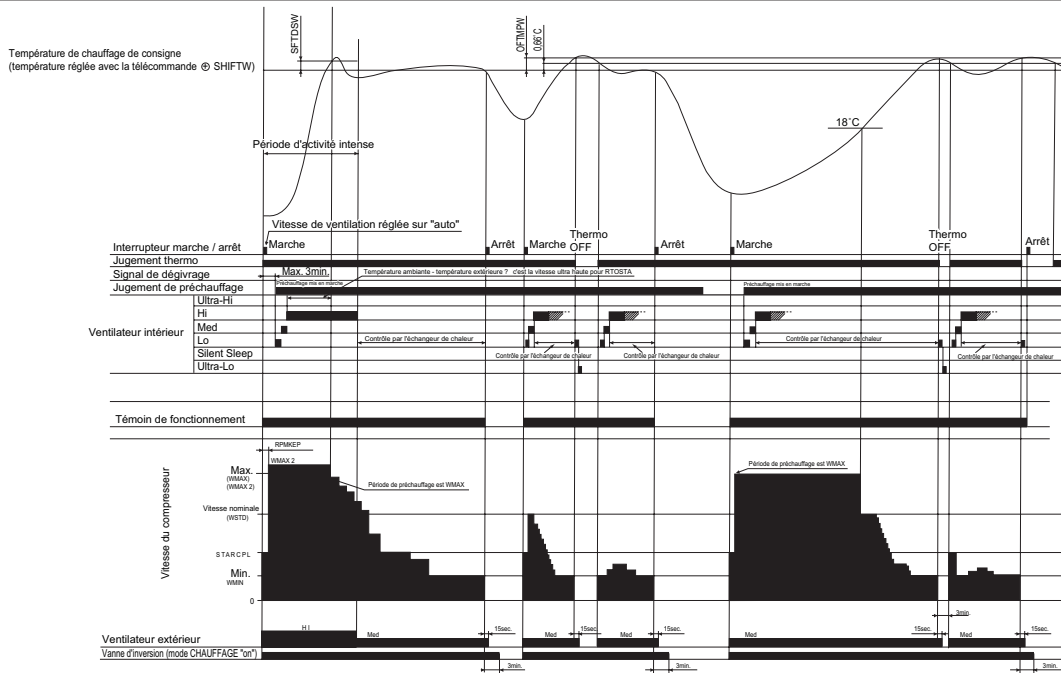 SFTDSW
OFTMPW
0,66°C
Température de chauffage de consigne
(température réglée avec la télécommande ⊕ SHIFTW)
18°C
Période d'activité intense
Vitesse de ventilation réglée sur "auto"
Interrupteur marche / arrêt
Marche
Arrêt
Marche
Thermo
OFF
Arrêt
Marche
Thermo
OFF
Arrêt
Jugement thermo
Signal de dégivrage
Max. 3min.
Température ambiante - température extérieure ? c'est la vitesse ultra haute pour RTOSTA
Jugement de préchauffage
Préchauffage mis en marche
Préchauffage mis en marche
Ventilateur intérieur
Ultra-Hi
Hi
Med
Lo
Silent Sleep
Ultra-Lo
Contrôle par l'échangeur de chaleur
Contrôle par l'échangeur de chaleur
Contrôle par l'échangeur de chaleur
Contrôle par l'échangeur de chaleur
Contrôle par l'échangeur de chaleur
Témoin de fonctionnement
Vitesse du compresseur
RPMKEP
WMAX 2
Max.
(WMAX)
(WMAX 2)
Période de préchauffage est WMAX
Période de préchauffage est WMAX
Vitesse nominale
(WSTD)
STARCPL
Min.
WMIN
0
3min.
Ventilateur extérieur
HI
Med
15sec.
Med
15sec.
Med
15sec.
Med
15sec.
Med
15sec.
Vanne d'inversion (mode CHAUFFAGE "on")
3min.
3min.
3min.